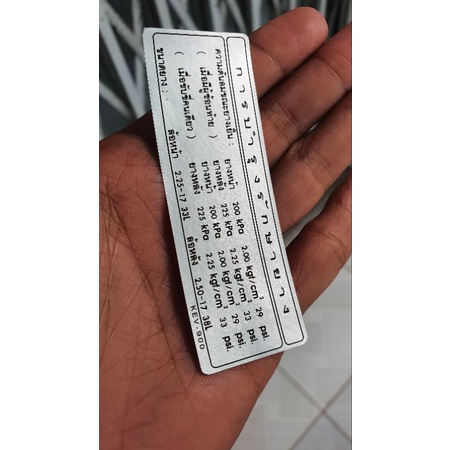 การบำรุงรักษายาง
ความดันลมขณะยางเย็น : ยางหน้า 200 kPa 2.00 kgf/cm², 29 psi.
( เมื่อมีผู้ซ้อนท้าย ) ยางหลัง 225 kPa 2.25 kgf/cm², 33 psi.
ยางหน้า 200 kPa 2.00 kgf/cm², 29 psi.
( เมื่อขับขี่คนเดียว ) ยางหลัง 225 kPa 2.25 kgf/cm², 33 psi.
ขนาดยาง : ล้อหน้า 2.25-17 33L ล้อหลัง 2.50-17 38L
KEV-900